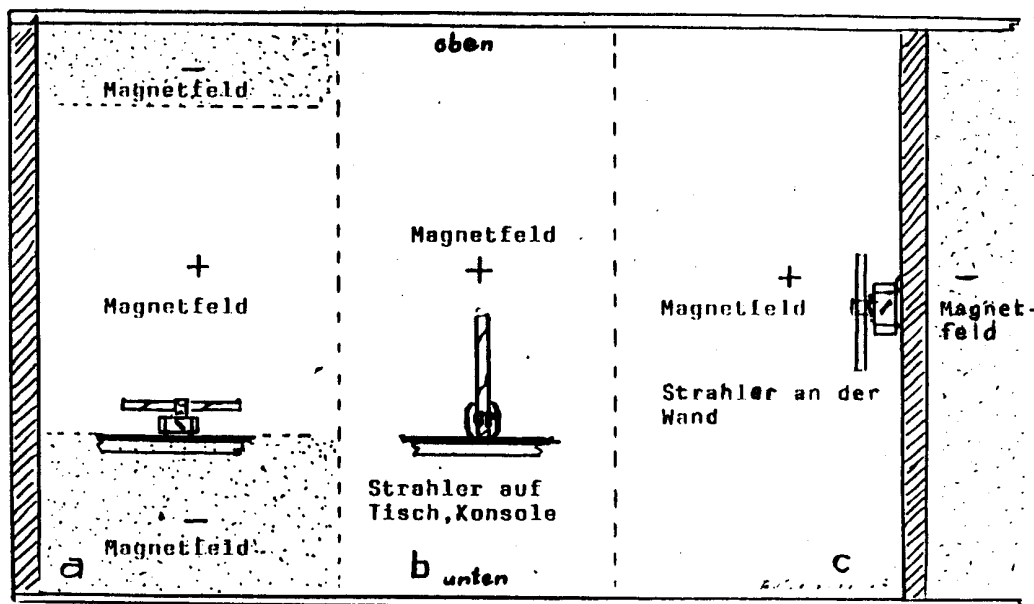 oben
−
Magnetfeld
+
Magnetfeld
−
Magnetfeld
a
Magnetfeld
+
Strahler auf
Tisch,Konsole
b
unten
+
Magnetfeld
Strahler an der
Wand
c
−
Magnet-
feld